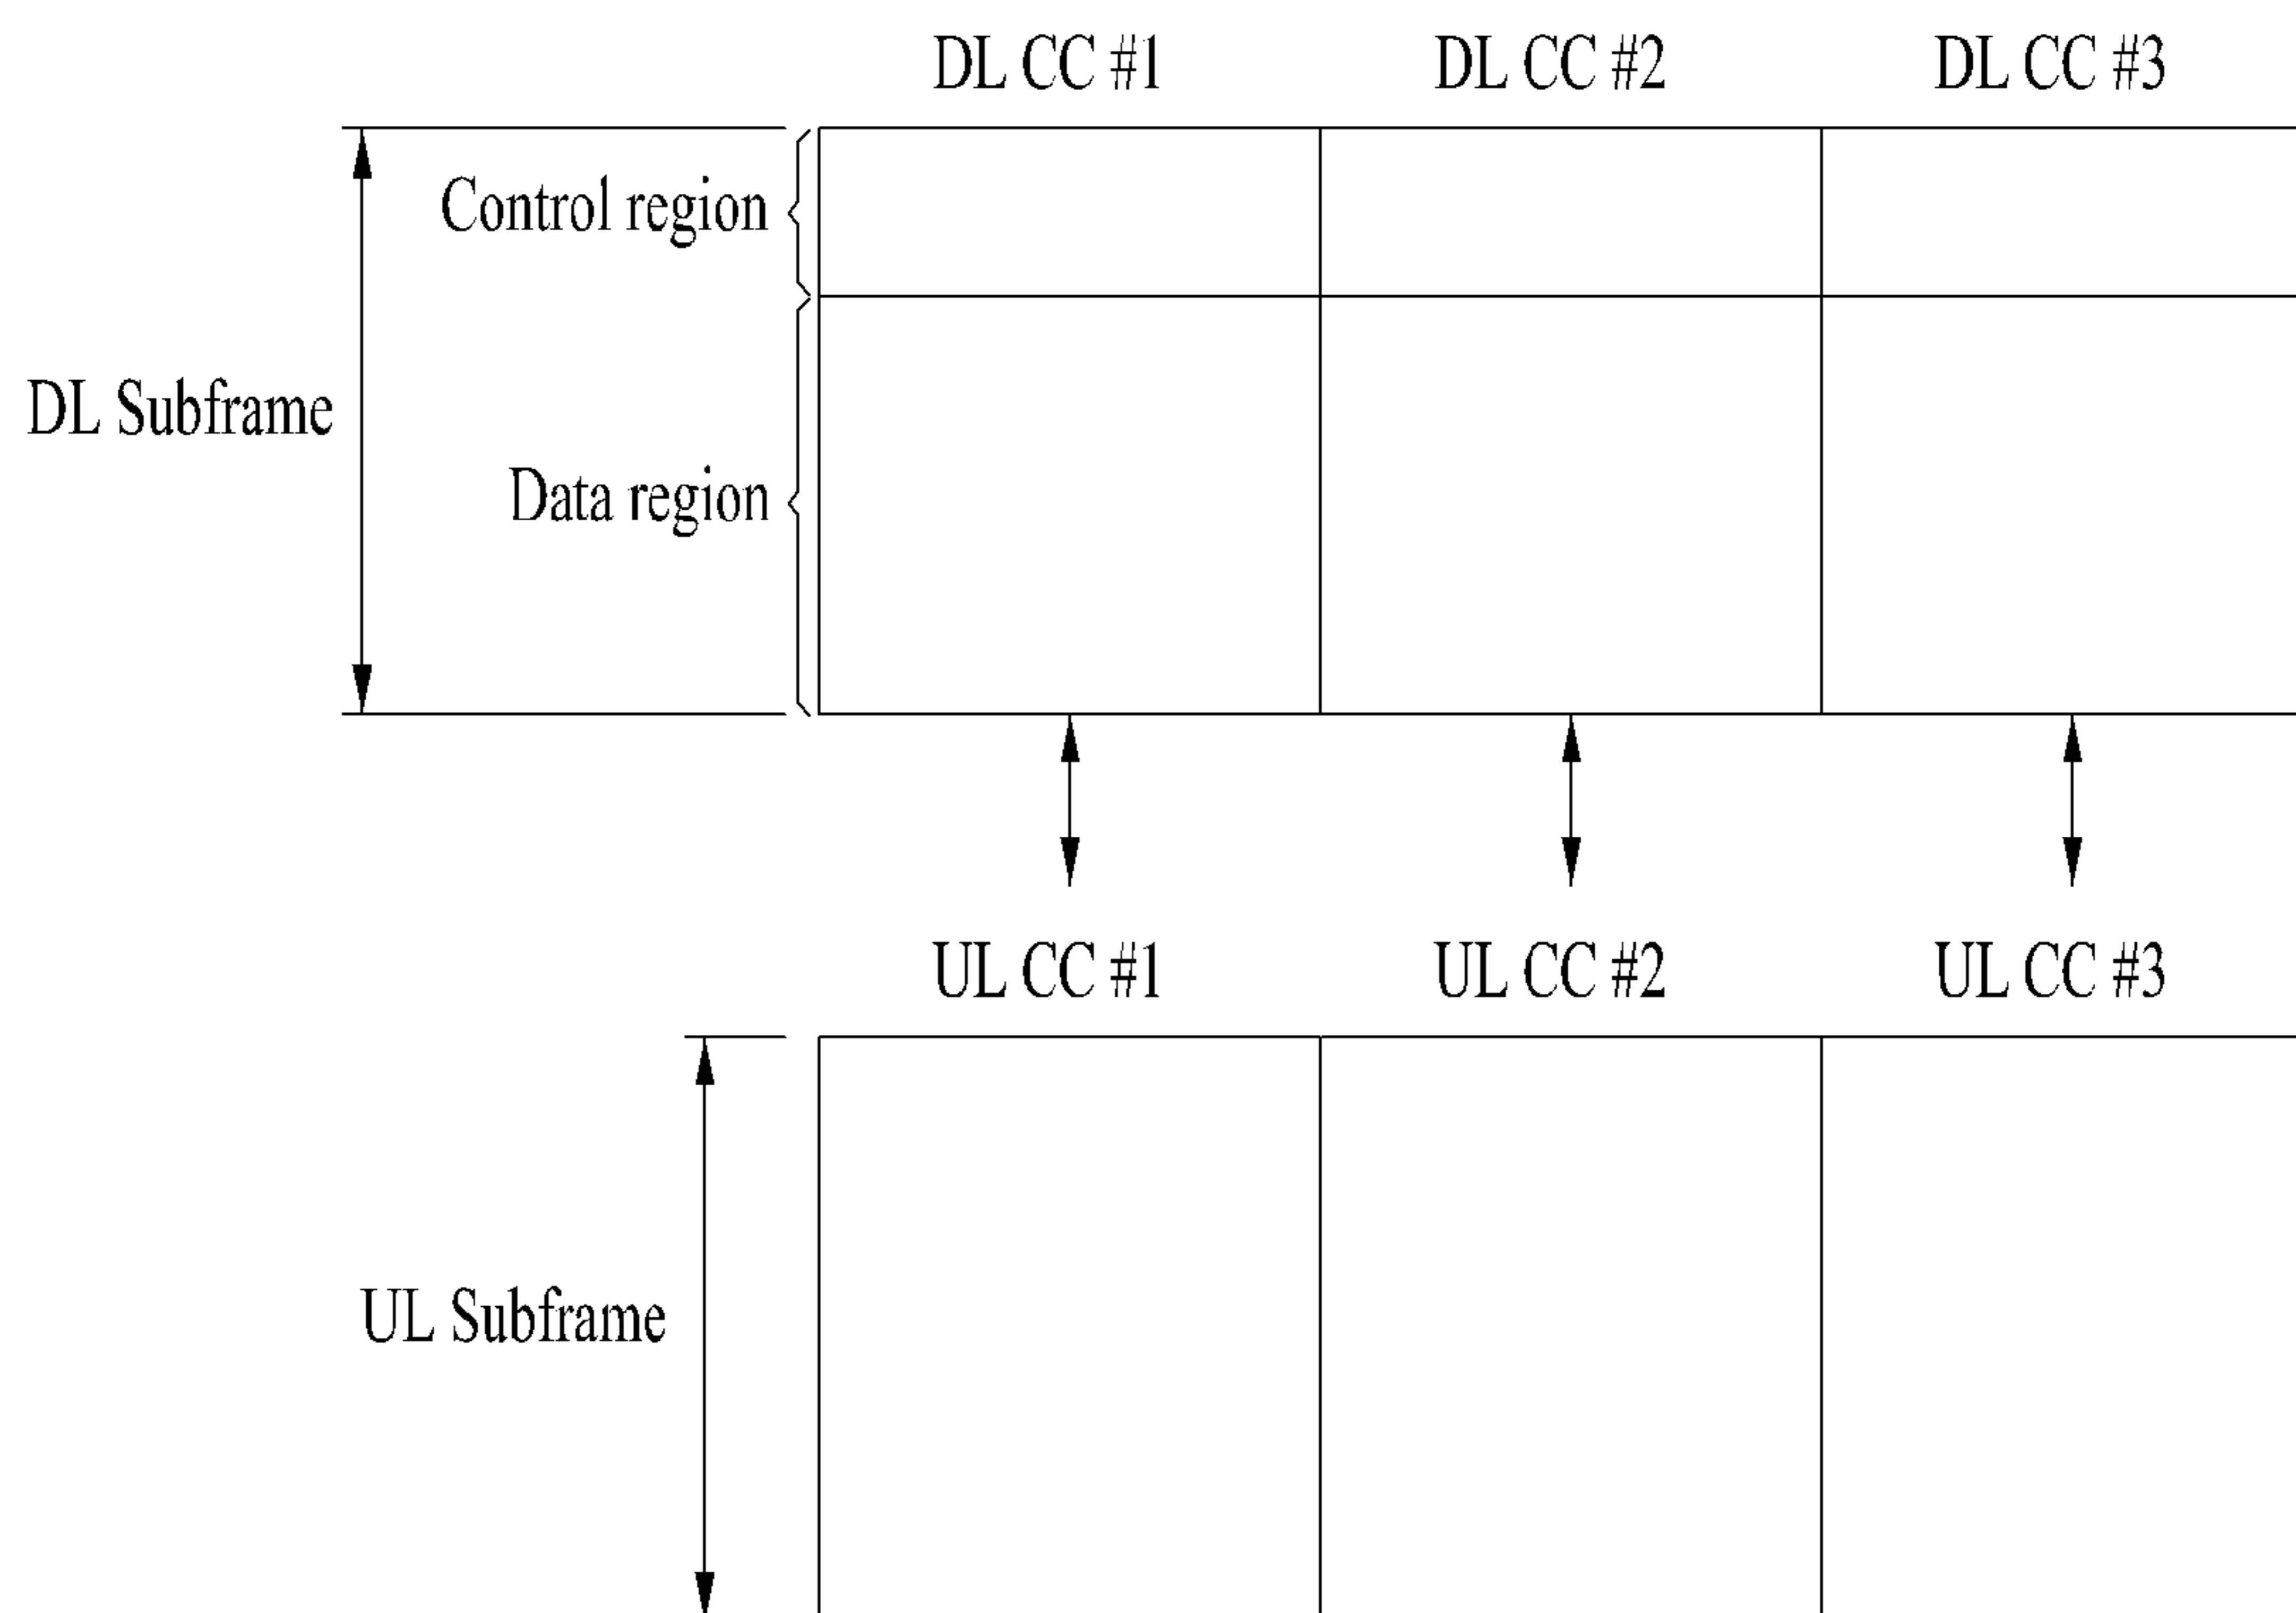 DL CC #1 DL CC #2 DL CC #3
Control region
DL Subframe
Data region
UL CC #1 UL CC #2 UL CC #3
UL Subframe